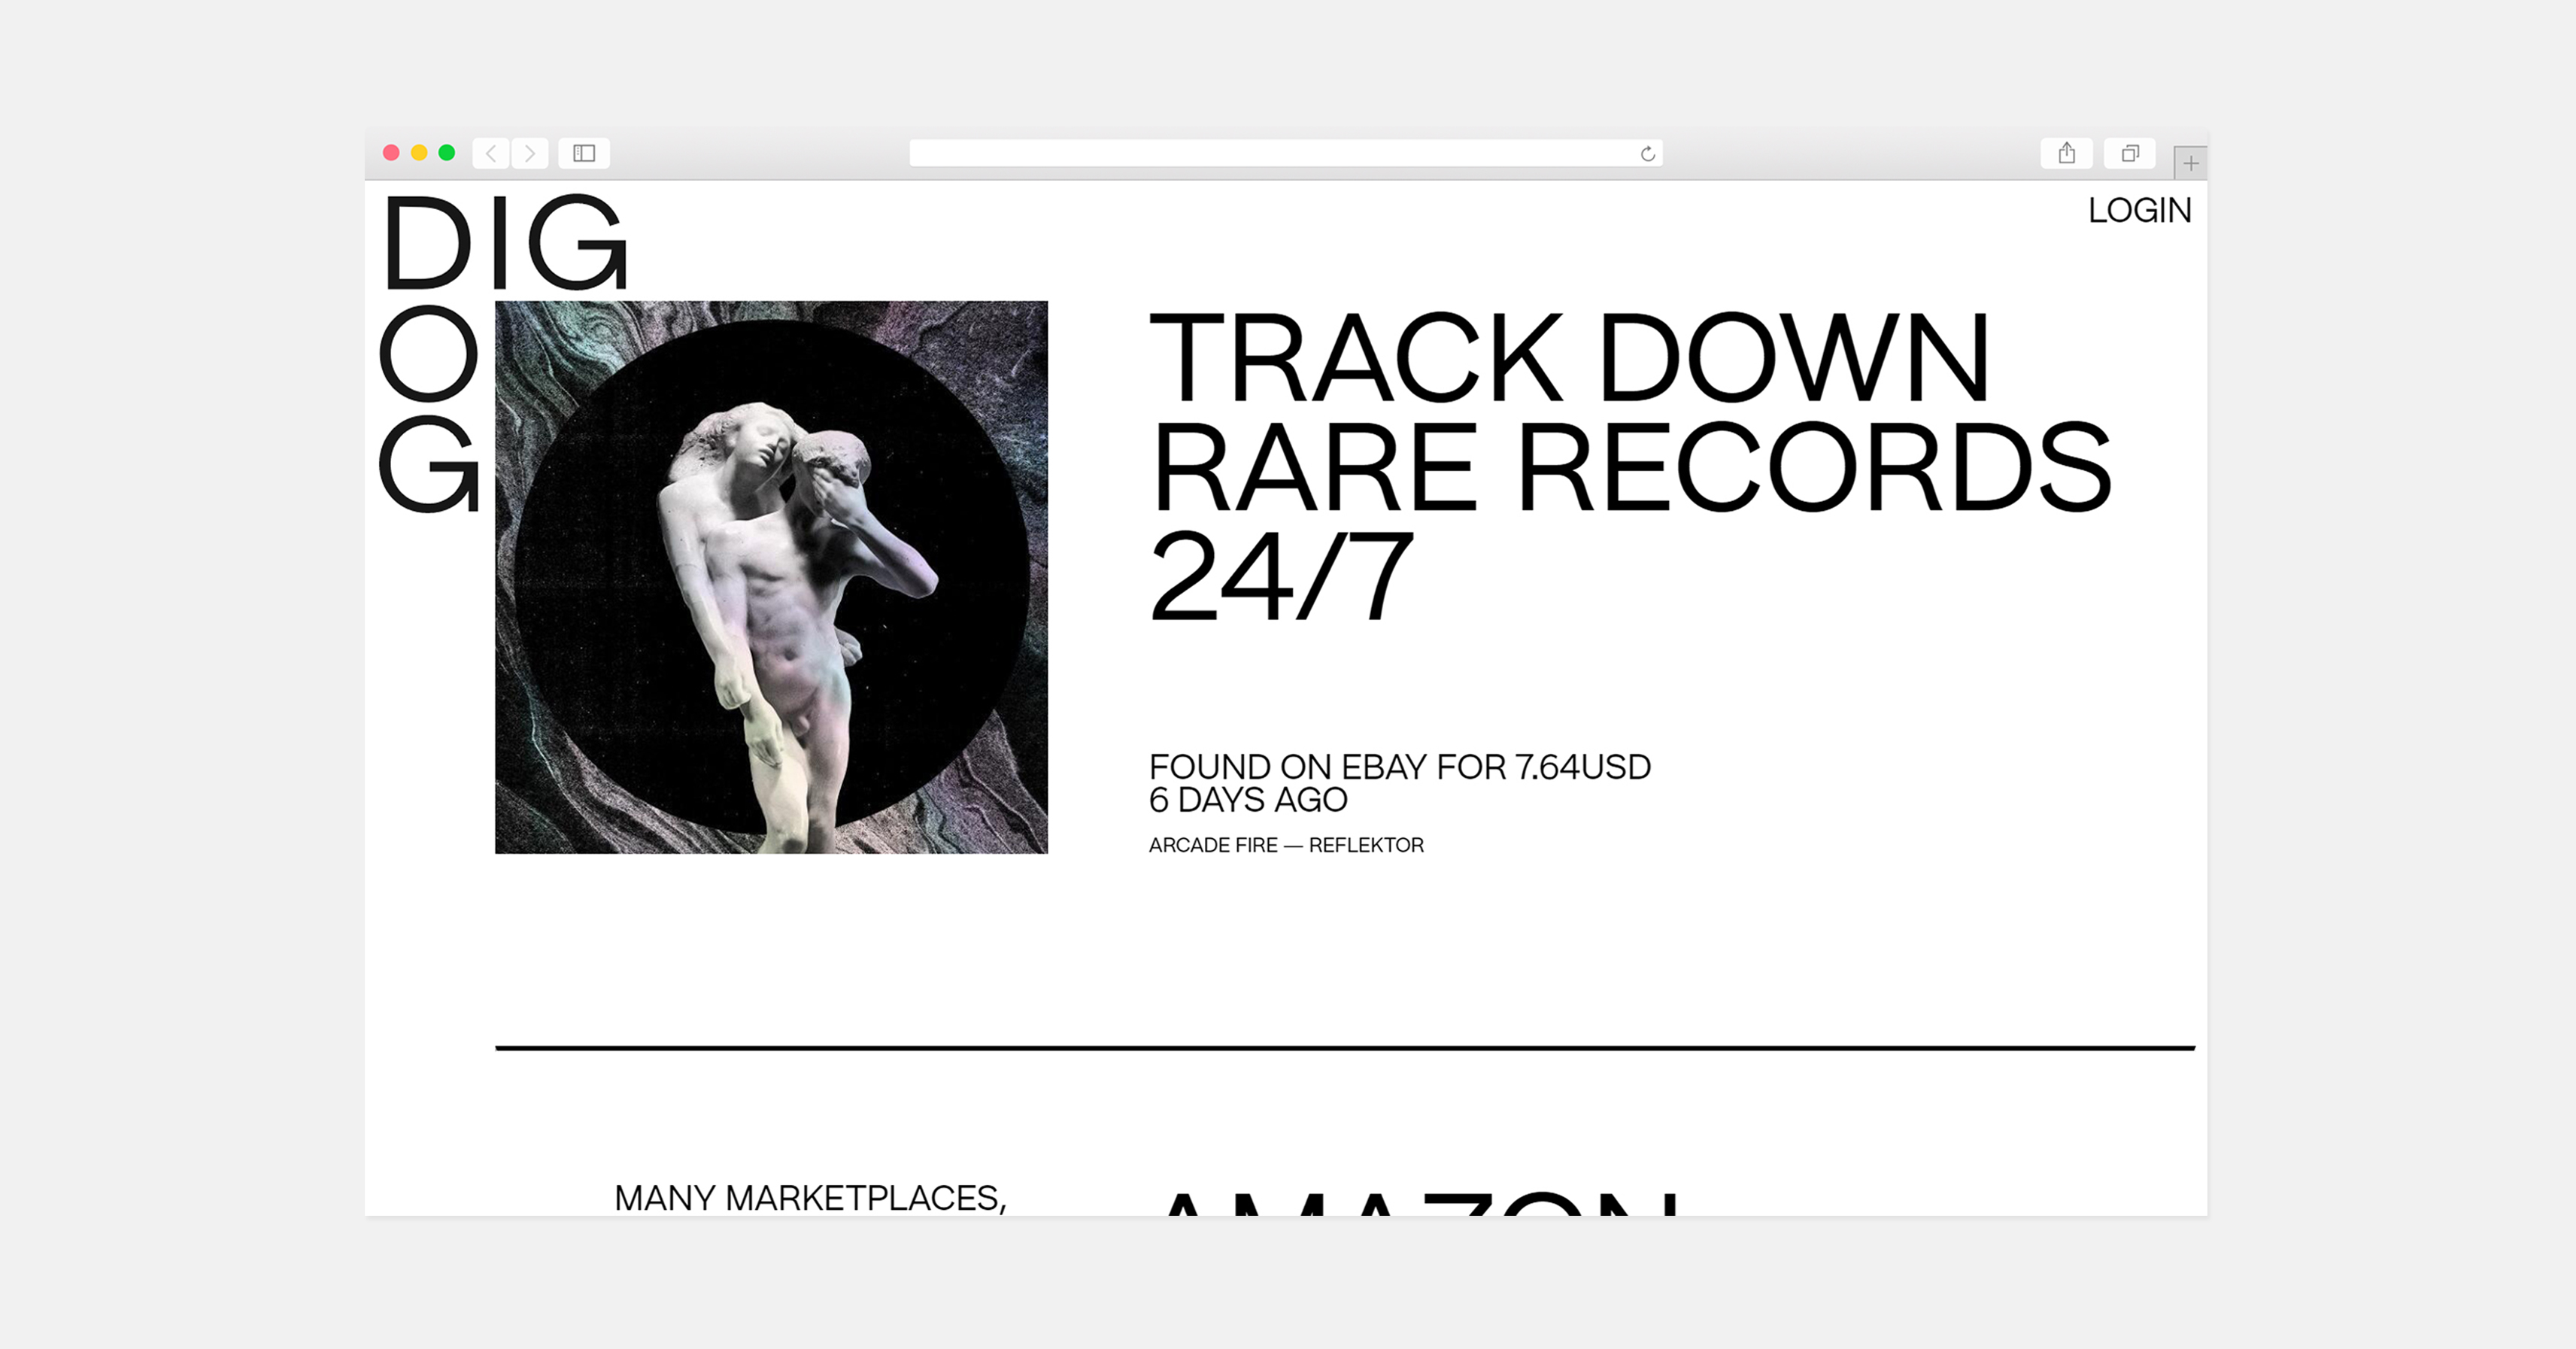 DIG
O
G
LOGIN
TRACK DOWN
RARE RECORDS
24/7
FOUND ON EBAY FOR 7.64USD
6 DAYS AGO
ARCADE FIRE — REFLEKTOR
MANY MARKETPLACES,
AMAZON